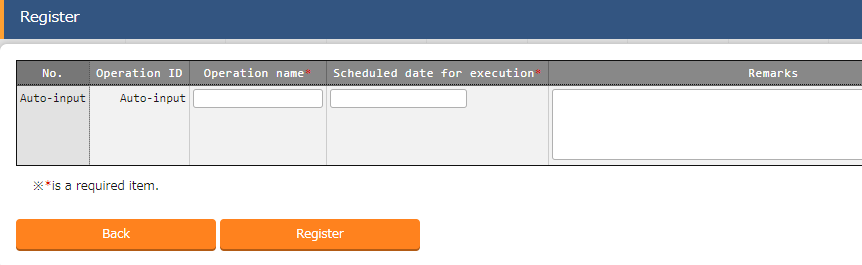 Register
No. Operation ID Operation name* Scheduled date for execution* Remarks
Auto-input Auto-input
※*is a required item.
Back Register